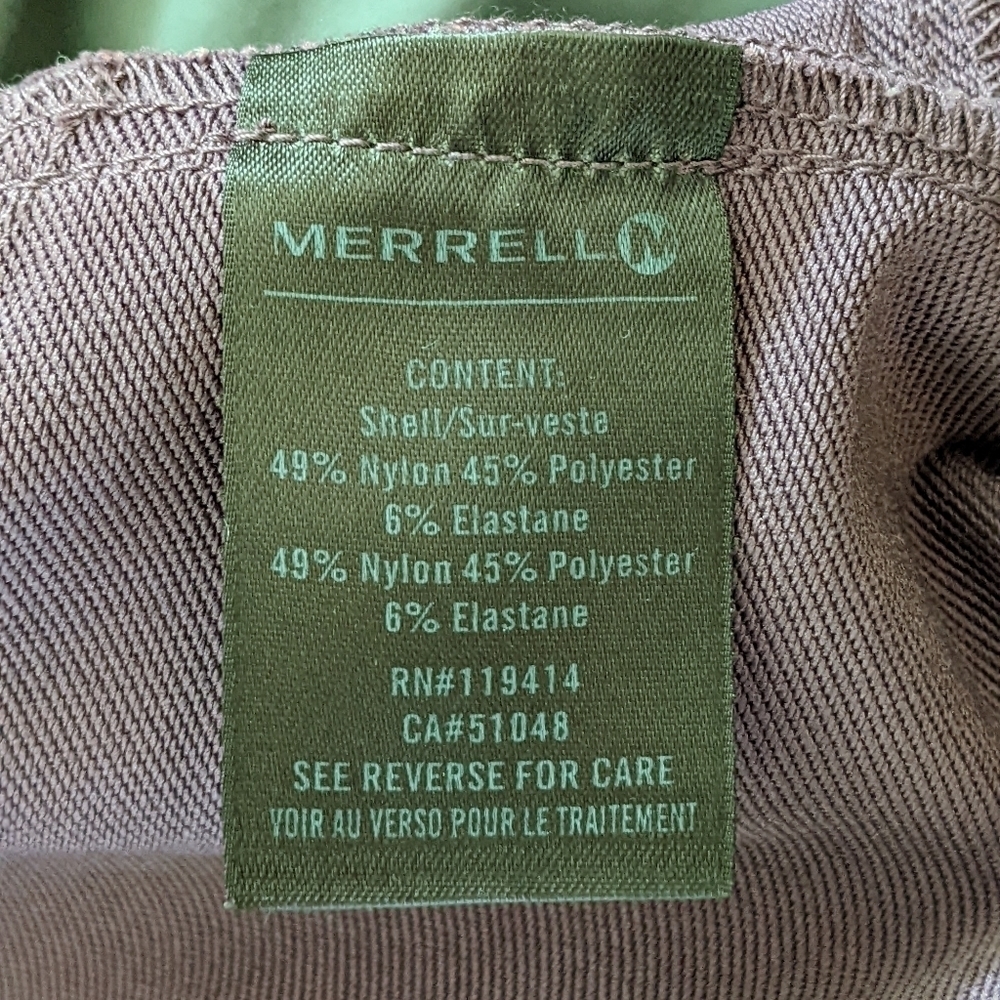 MERRELL
CONTENT:
Shell/Sur-veste
49% Nylon 45% Polyester
6% Elastane
49% Nylon 45% Polyester
6% Elastane
RN#119414
CA#51048
SEE REVERSE FOR CARE
VOIR AU VERSO POUR LE TRAITEMENT